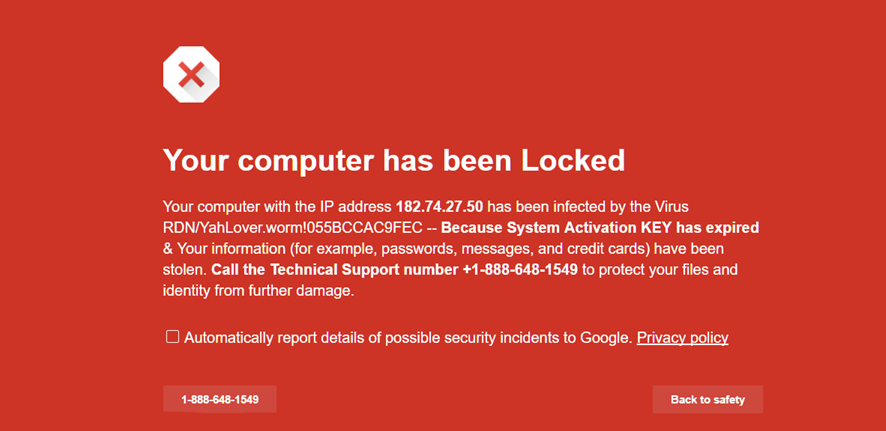 Your computer has been Locked
Your computer with the IP address 182.74.27.50 has been infected by the Virus
RDN/YahLover.worm!055BCCAC9FEC -- Because System Activation KEY has expired
& Your information (for example, passwords, messages, and credit cards) have been
stolen. Call the Technical Support number +1-888-648-1549 to protect your files and
identity from further damage.
Automatically report details of possible security incidents to Google. Privacy policy
1-888-648-1549
Back to safety